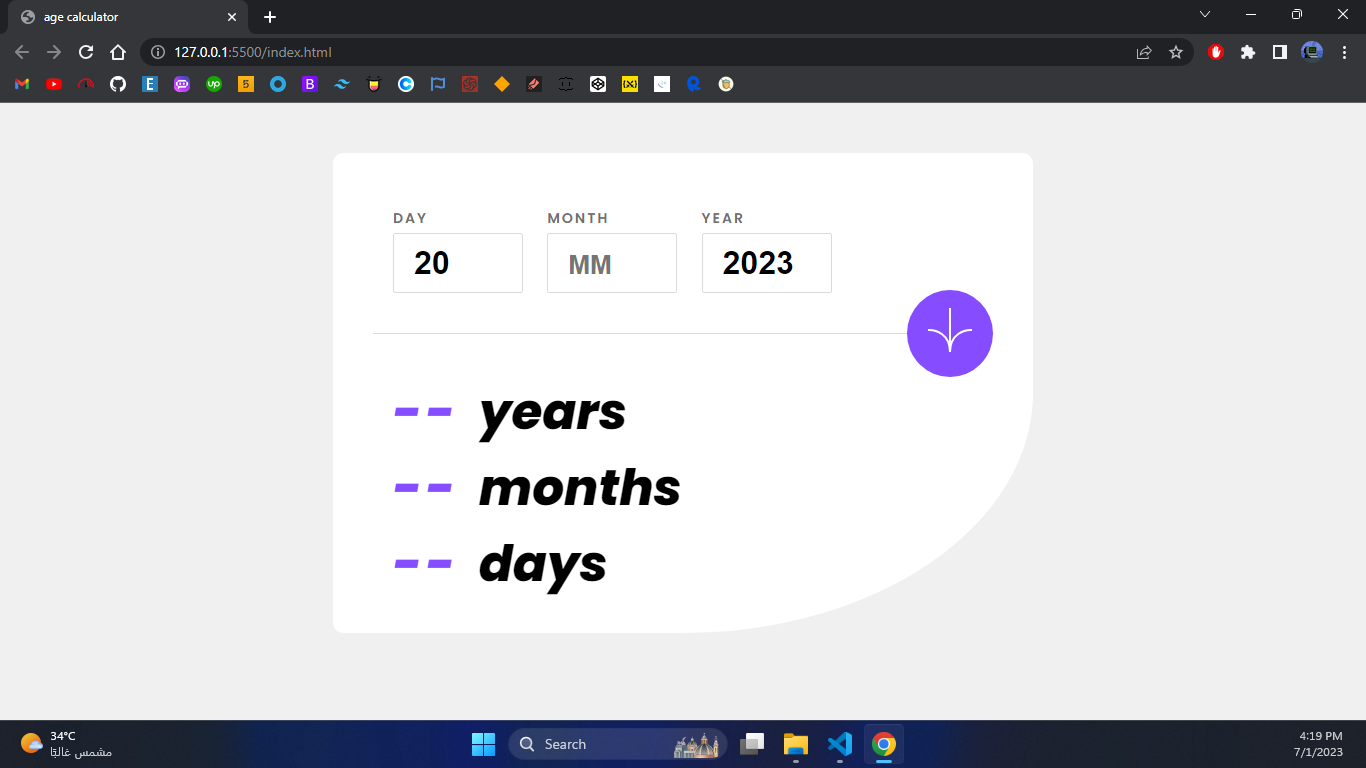 age calculator
127.0.0.1:5500/index.html
DAY MONTH YEAR
20 MM 2023
-- years
-- months
-- days
34°C
مشمس غالبًا
Search
4:19 PM
7/1/2023